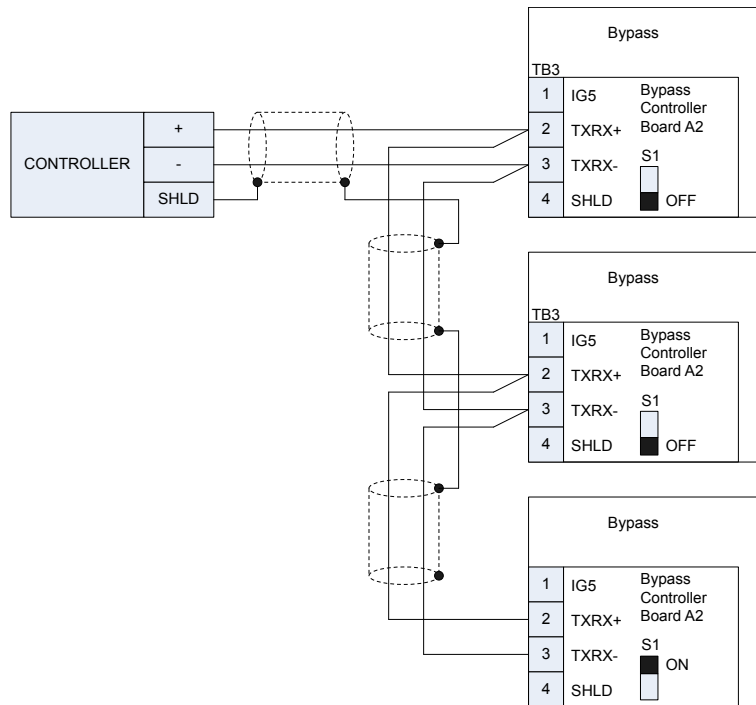 Bypass
TB3
1 IG5 Bypass
Controller
Board A2
2 TXRX+
3 TXRX-
S1
4 SHLD OFF
CONTROLLER
+
-
SHLD
Bypass
TB3
1 IG5 Bypass
Controller
Board A2
2 TXRX+
3 TXRX-
S1
4 SHLD OFF
Bypass
1 IG5 Bypass
Controller
Board A2
2 TXRX+
S1
3 TXRX- ON
4 SHLD